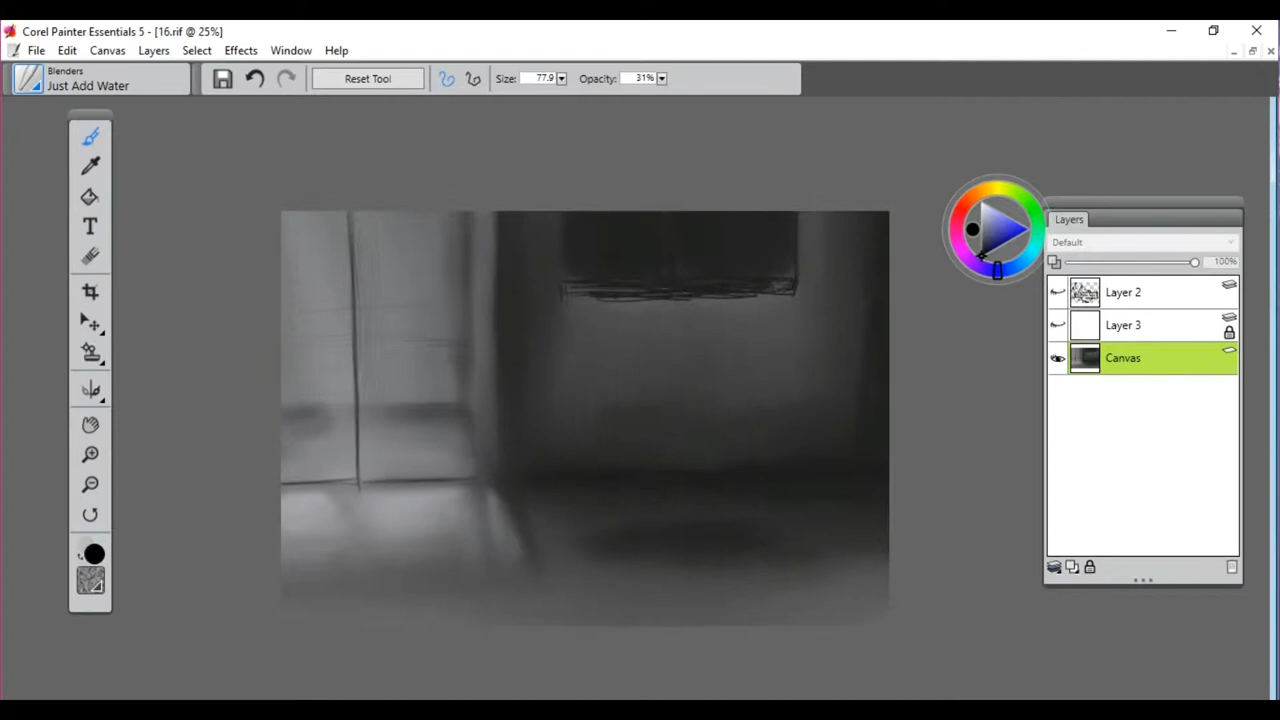 Corel Painter Essentials 5 - [16.rif @ 25%]
File Edit Canvas Layers Select Effects Window Help
Blenders
Just Add Water
Reset Tool Size: 77.9 Opacity: 31%
Layers
Default
100%
Layer 2
Layer 3
Canvas